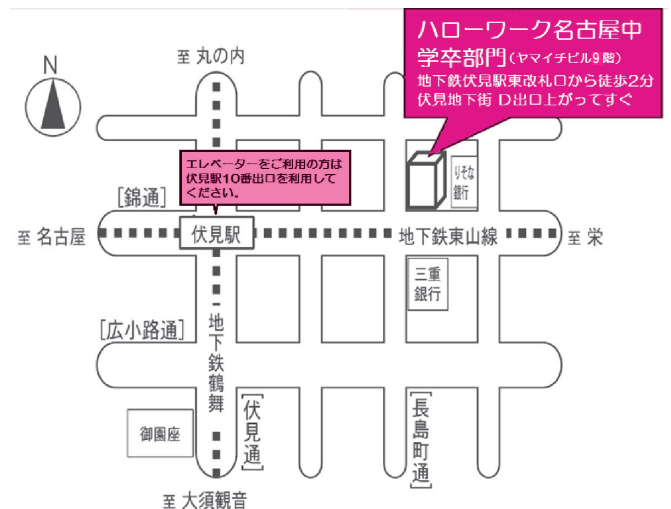 ハローワーク名古屋中
学卒部門(ヤマイチビル9階)
地下鉄伏見駅東改札口から徒歩2分
伏見地下街 D出口上がってすぐ
N
至 丸の内
エレベーターをご利用の方は
伏見駅10番出口を利用して
ください。
りそな
銀行
[錦通]
至 名古屋
伏見駅
地下鉄東山線
至 栄
三重
銀行
[広小路通]
地下鉄鶴舞
御園座
[伏見通]
[長島町通]
至 大須観音